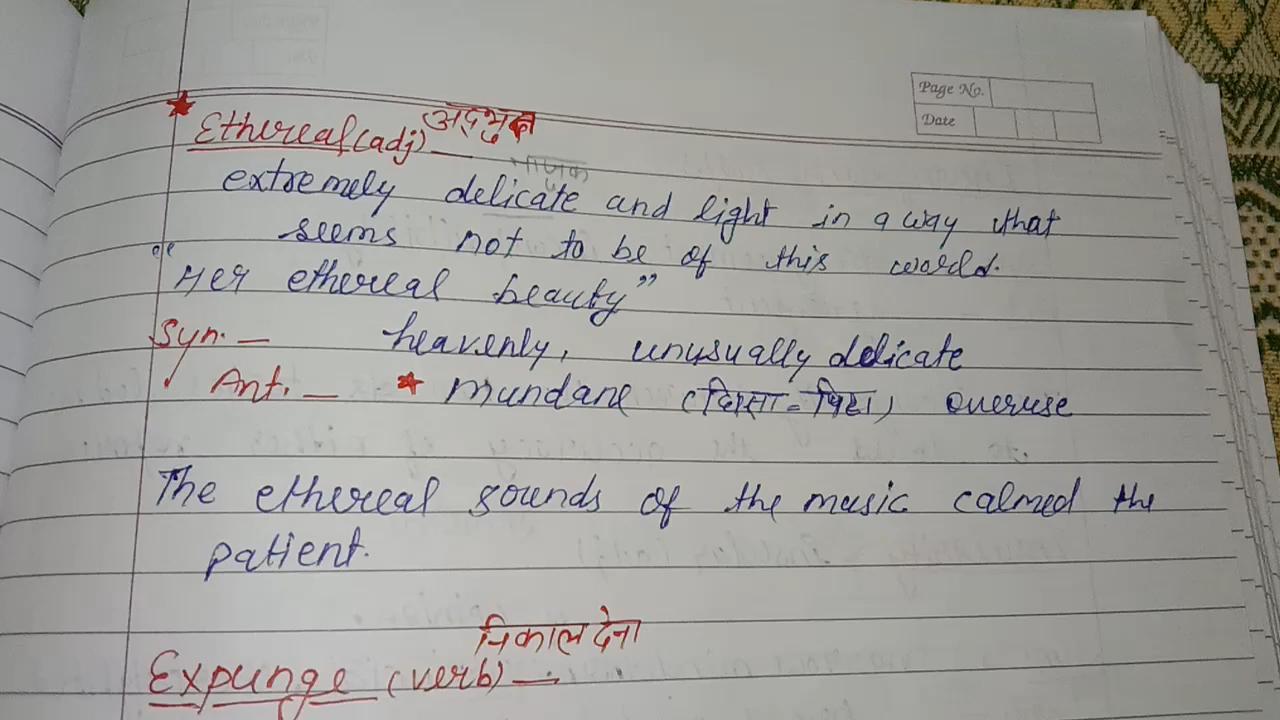 Page No.
Date
Ethereal (adj) — अदभुत
नाजुक
extremely delicate and light in a way that
seems not to be of this world.
"Her ethereal beauty"
Syn. — heavenly, unusually delicate
Ant. — * Mundane (घिसा-पिटा) overuse
The ethereal sounds of the music calmed the
patient.
निकाल देना
Expunge (verb) —